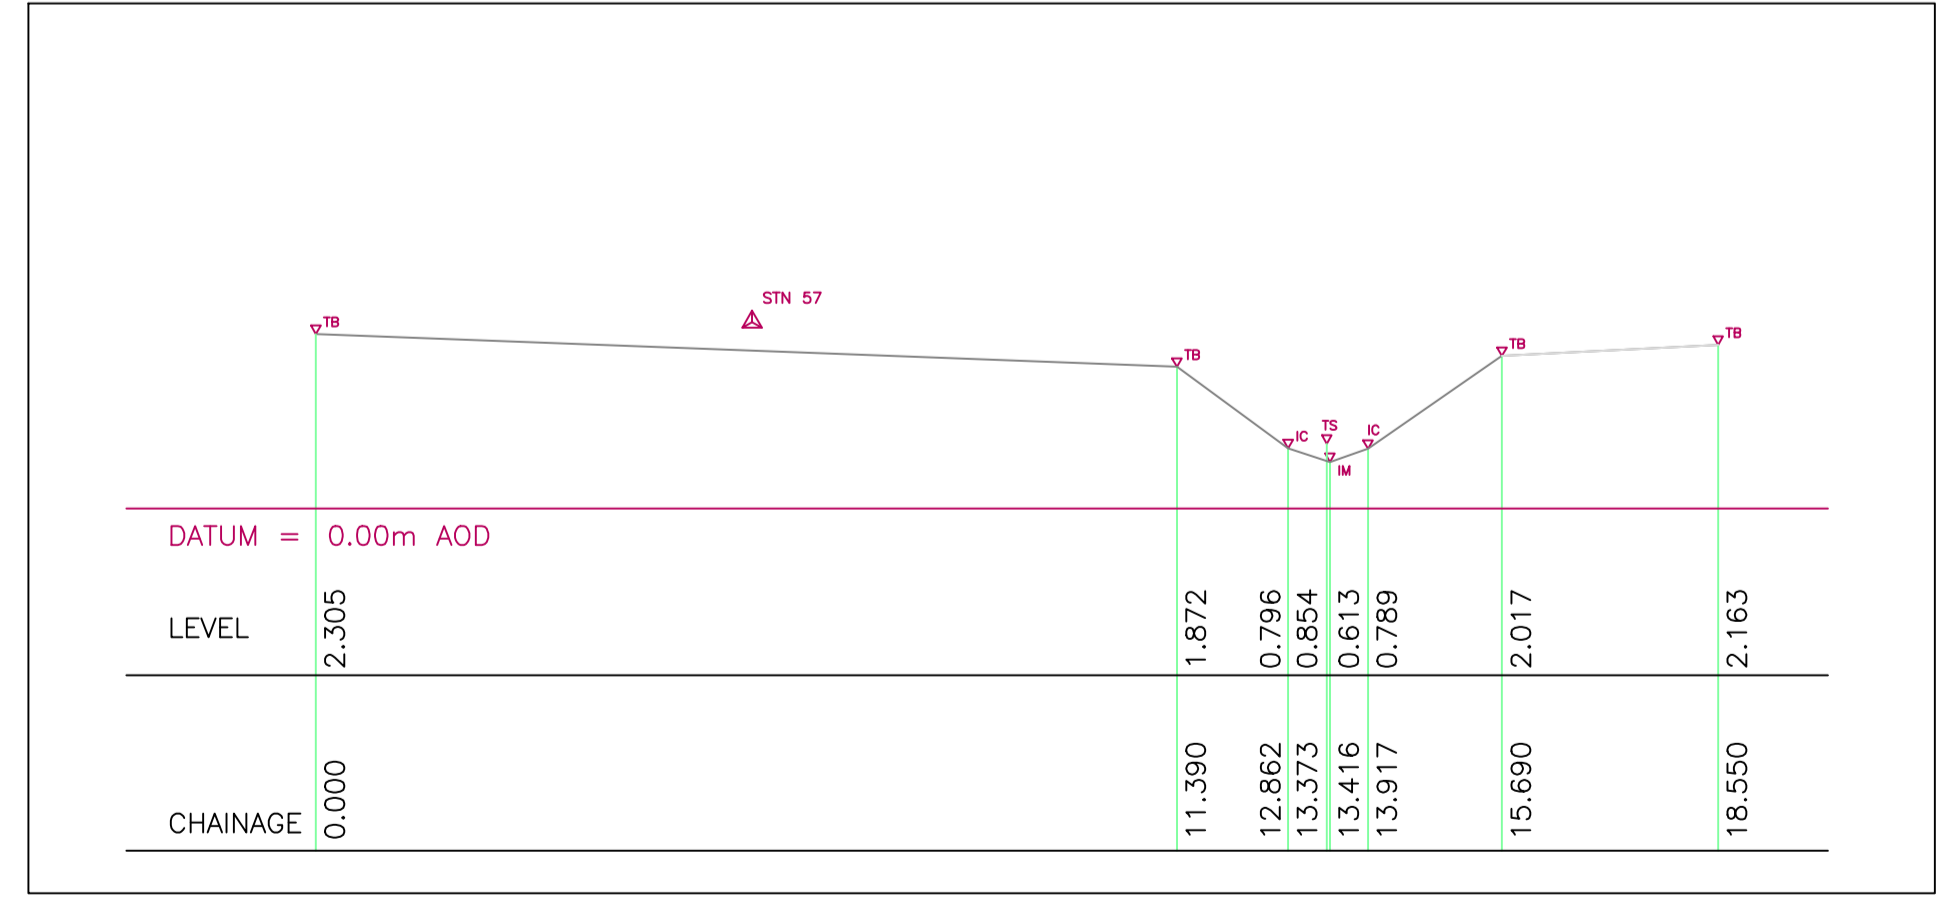 STN 57
TB
TB
TB
TB
TS
IC
IC
IM
DATUM = 0.00m AOD
LEVEL 2.305 1.872 0.796 0.854 0.613 0.789 2.017 2.163
CHAINAGE 0.000 11.390 12.862 13.373 13.416 13.917 15.690 18.550